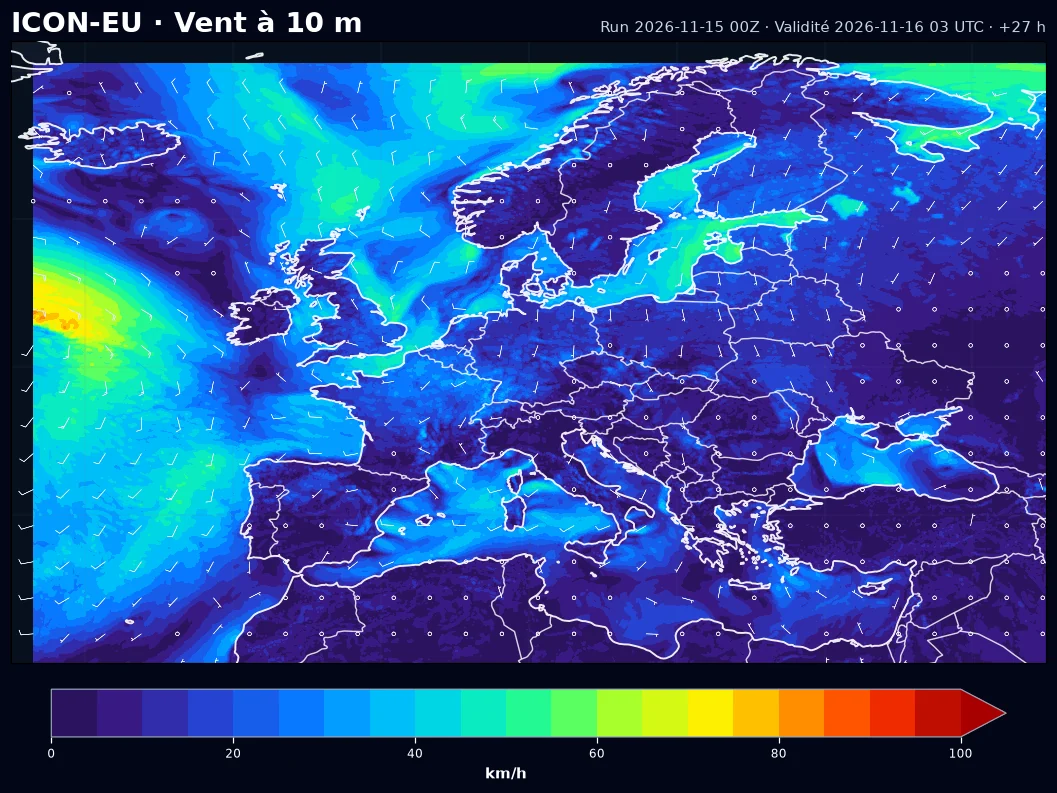 ICON-EU · Vent à 10 m
Run 2026-11-15 00Z · Validité 2026-11-16 03 UTC · +27 h
0 20 40 60 80 100
km/h